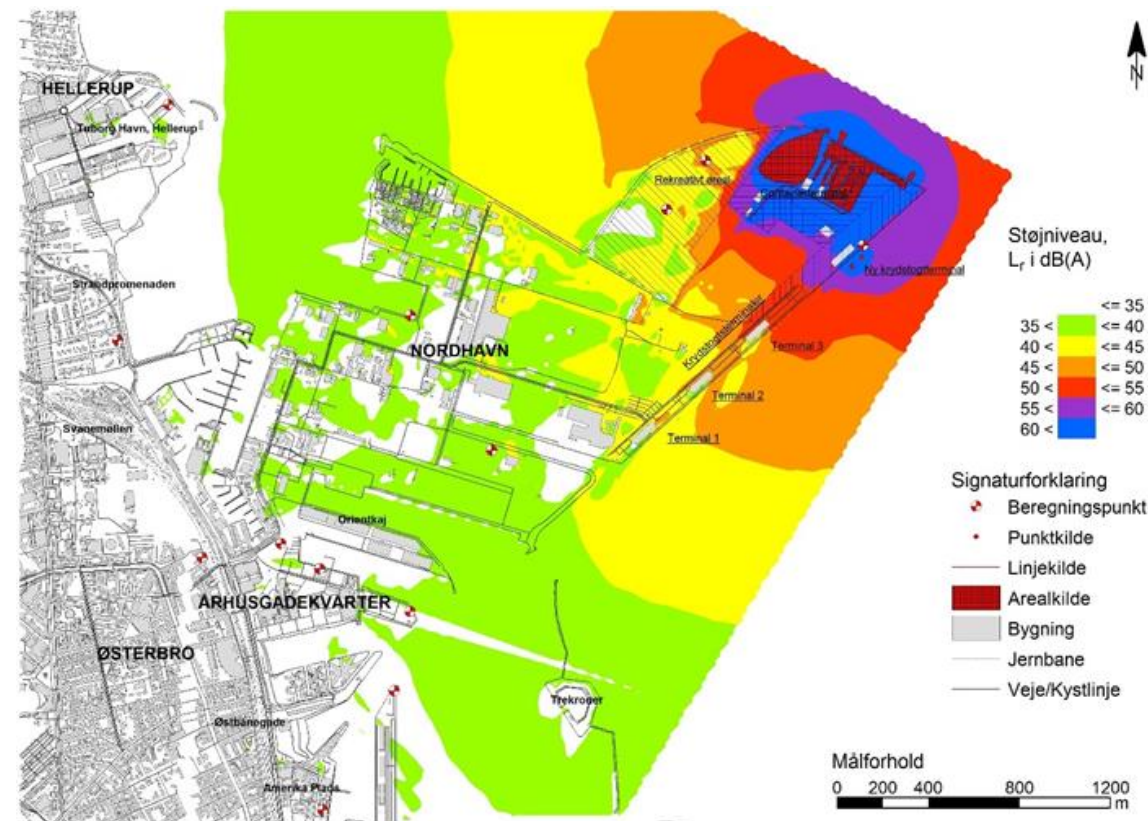 N
HELLERUP
Tuborg Havn, Hellerup
Rekreativt areal
Containerterminal
Ny krydstogtterminal
Strandpromenaden
NORDHAVN
Krydstogtsterminaler
Terminal 3
Terminal 2
Terminal 1
Svanemøllen
Orientkaj
ÅRHUSGADEKVARTER
ØSTERBRO
Trekroner
Østbanegade
Amerika Plads
Støjniveau,
Lr i dB(A)
<= 35
35 < <= 40
40 < <= 45
45 < <= 50
50 < <= 55
55 < <= 60
60 <
Signaturforklaring
Beregningspunkt
Punktkilde
Linjekilde
Arealkilde
Bygning
Jernbane
Veje/Kystlinje
Målforhold
0 200 400 800 1200
m